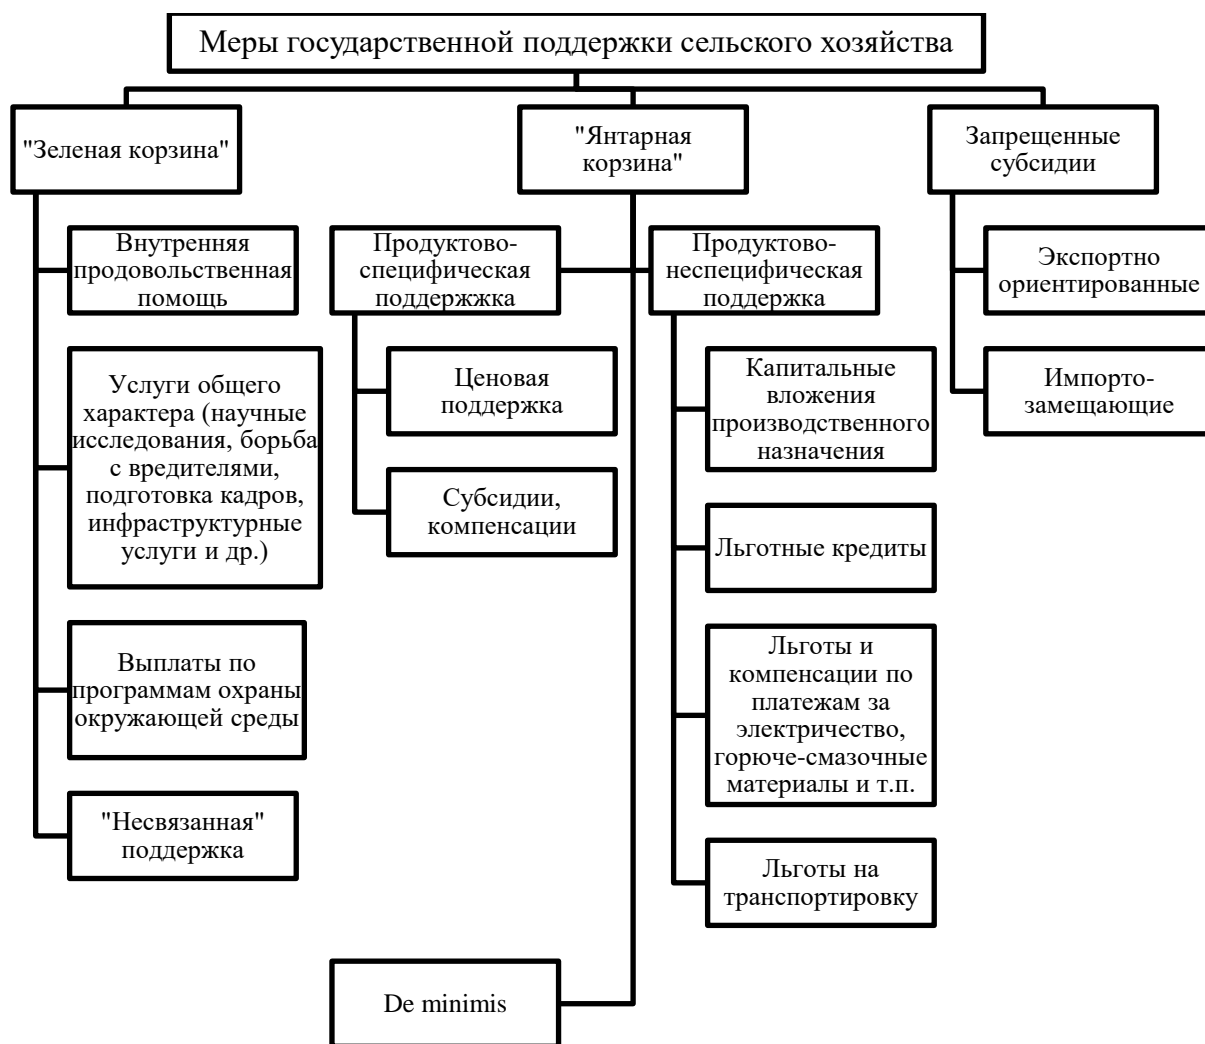 Меры государственной поддержки сельского хозяйства
"Зеленая корзина"
"Янтарная
корзина"
Запрещенные
субсидии
Внутренняя
продовольственная
помощь
Услуги общего
характера (научные
исследования, борьба
с вредителями,
подготовка кадров,
инфраструктурные
услуги и др.)
Выплаты по
программам охраны
окружающей среды
"Несвязанная"
поддержка
Продуктово-
специфическая
поддержжка
Ценовая
поддержка
Субсидии,
компенсации
Продуктово-
неспецифическая
поддержка
Капитальные
вложения
производственного
назначения
Льготные кредиты
Льготы и
компенсации по
платежам за
электричество,
горюче-смазочные
материалы и т.п.
Льготы на
транспортировку
De minimis
Экспортно
ориентированные
Импорто-
замещающие